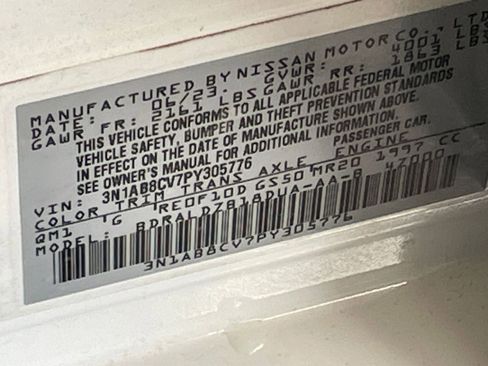 MANUFACTURED BY NISSAN MOTOR CO., LTD
DATE: 06/23. GVWR: 4001 LBS
GAWR FR: 2161 LBS GAWR RR: 1863 LBS
THIS VEHICLE CONFORMS TO ALL APPLICABLE FEDERAL MOTOR
VEHICLE SAFETY, BUMPER AND THEFT PREVENTION STANDARDS
IN EFFECT ON THE DATE OF MANUFACTURE SHOWN ABOVE.
SEE OWNER'S MANUAL FOR ADDITIONAL INFORMATION.
VIN: 3N1AB8CV7PY305776 PASSENGER CAR.
COLOR TRIM TRANS AXLE ENGINE
QM1 G RE0F10D GS50 MR20 1997 CC
MODEL: BDRALDZB18DUA-AA-B 47000
3N1AB8CV7PY305776